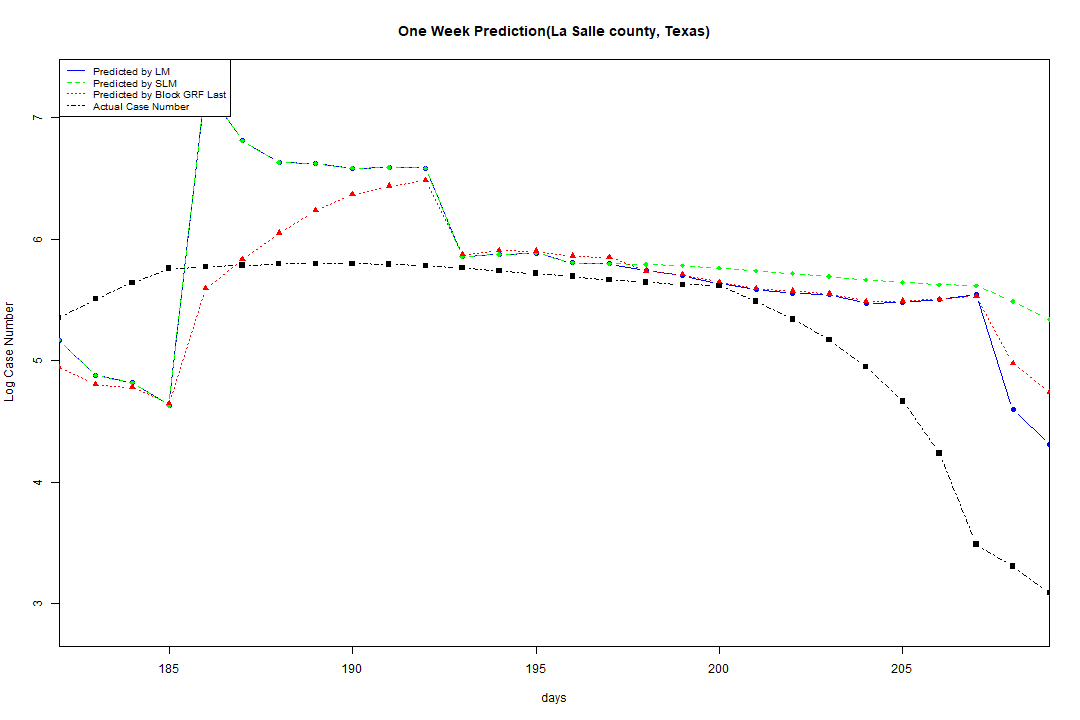 One Week Prediction(La Salle county, Texas)
Predicted by LM
Predicted by SLM
Predicted by Block GRF Last
Actual Case Number
7
6
5
4
3
Log Case Number
185 190 195 200 205
days